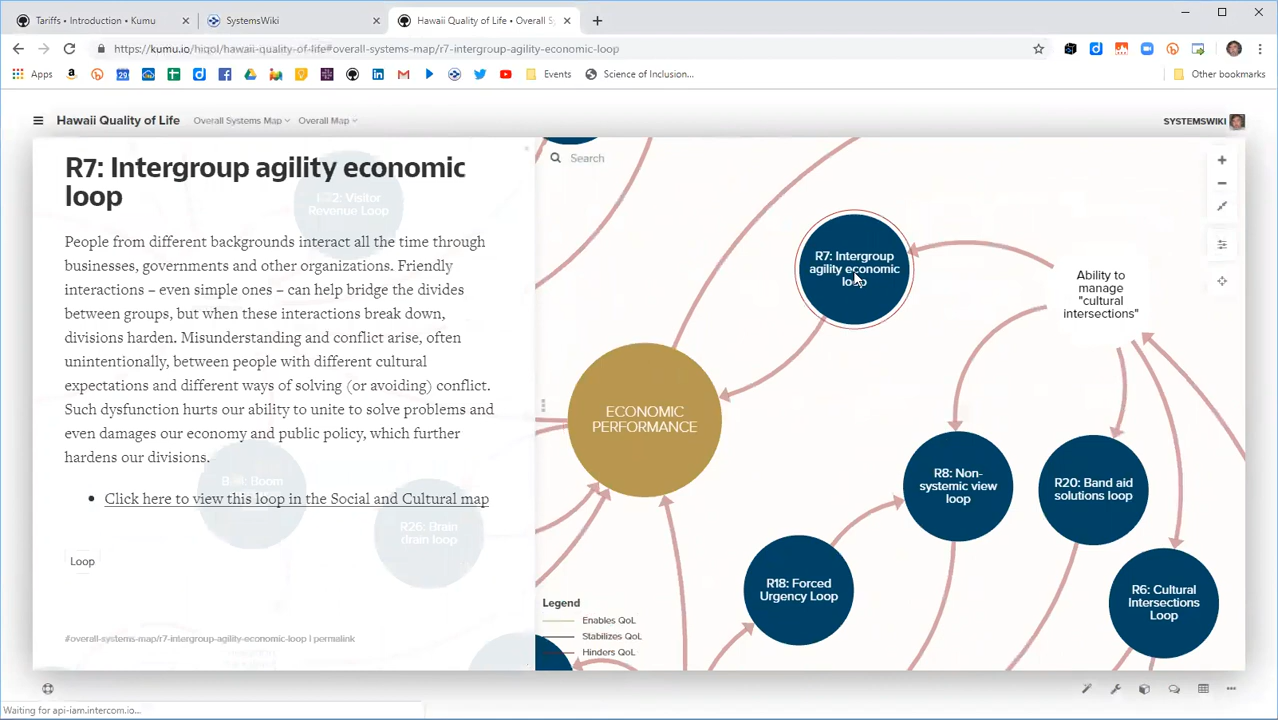 Tariffs • Introduction • Kumu
SystemsWiki
Hawaii Quality of Life • Overall S
https://kumu.io/hiqol/hawaii-quality-of-life#overall-systems-map/r7-intergroup-agility-economic-loop
Apps
29
Events
Science of Inclusion...
Other bookmarks
Hawaii Quality of Life
Overall Systems Map
Overall Map
SYSTEMSWIKI
R7: Intergroup agility economic
loop
People from different backgrounds interact all the time through
businesses, governments and other organizations. Friendly
interactions – even simple ones – can help bridge the divides
between groups, but when these interactions break down,
divisions harden. Misunderstanding and conflict arise, often
unintentionally, between people with different cultural
expectations and different ways of solving (or avoiding) conflict.
Such dysfunction hurts our ability to unite to solve problems and
even damages our economy and public policy, which further
hardens our divisions.
• Click here to view this loop in the Social and Cultural map
Loop
#overall-systems-map/r7-intergroup-agility-economic-loop | permalink
Visitor
Revenue Loop
Boom
R26: Brain
drain loop
Search
R7: Intergroup
agility economic
loop
Ability to
manage
"cultural
intersections"
ECONOMIC
PERFORMANCE
R8: Non-
systemic view
loop
R20: Band aid
solutions loop
R18: Forced
Urgency Loop
R6: Cultural
Intersections
Loop
Legend
Enables QoL
Stabilizes QoL
Hinders QoL
Waiting for api-iam.intercom.io...